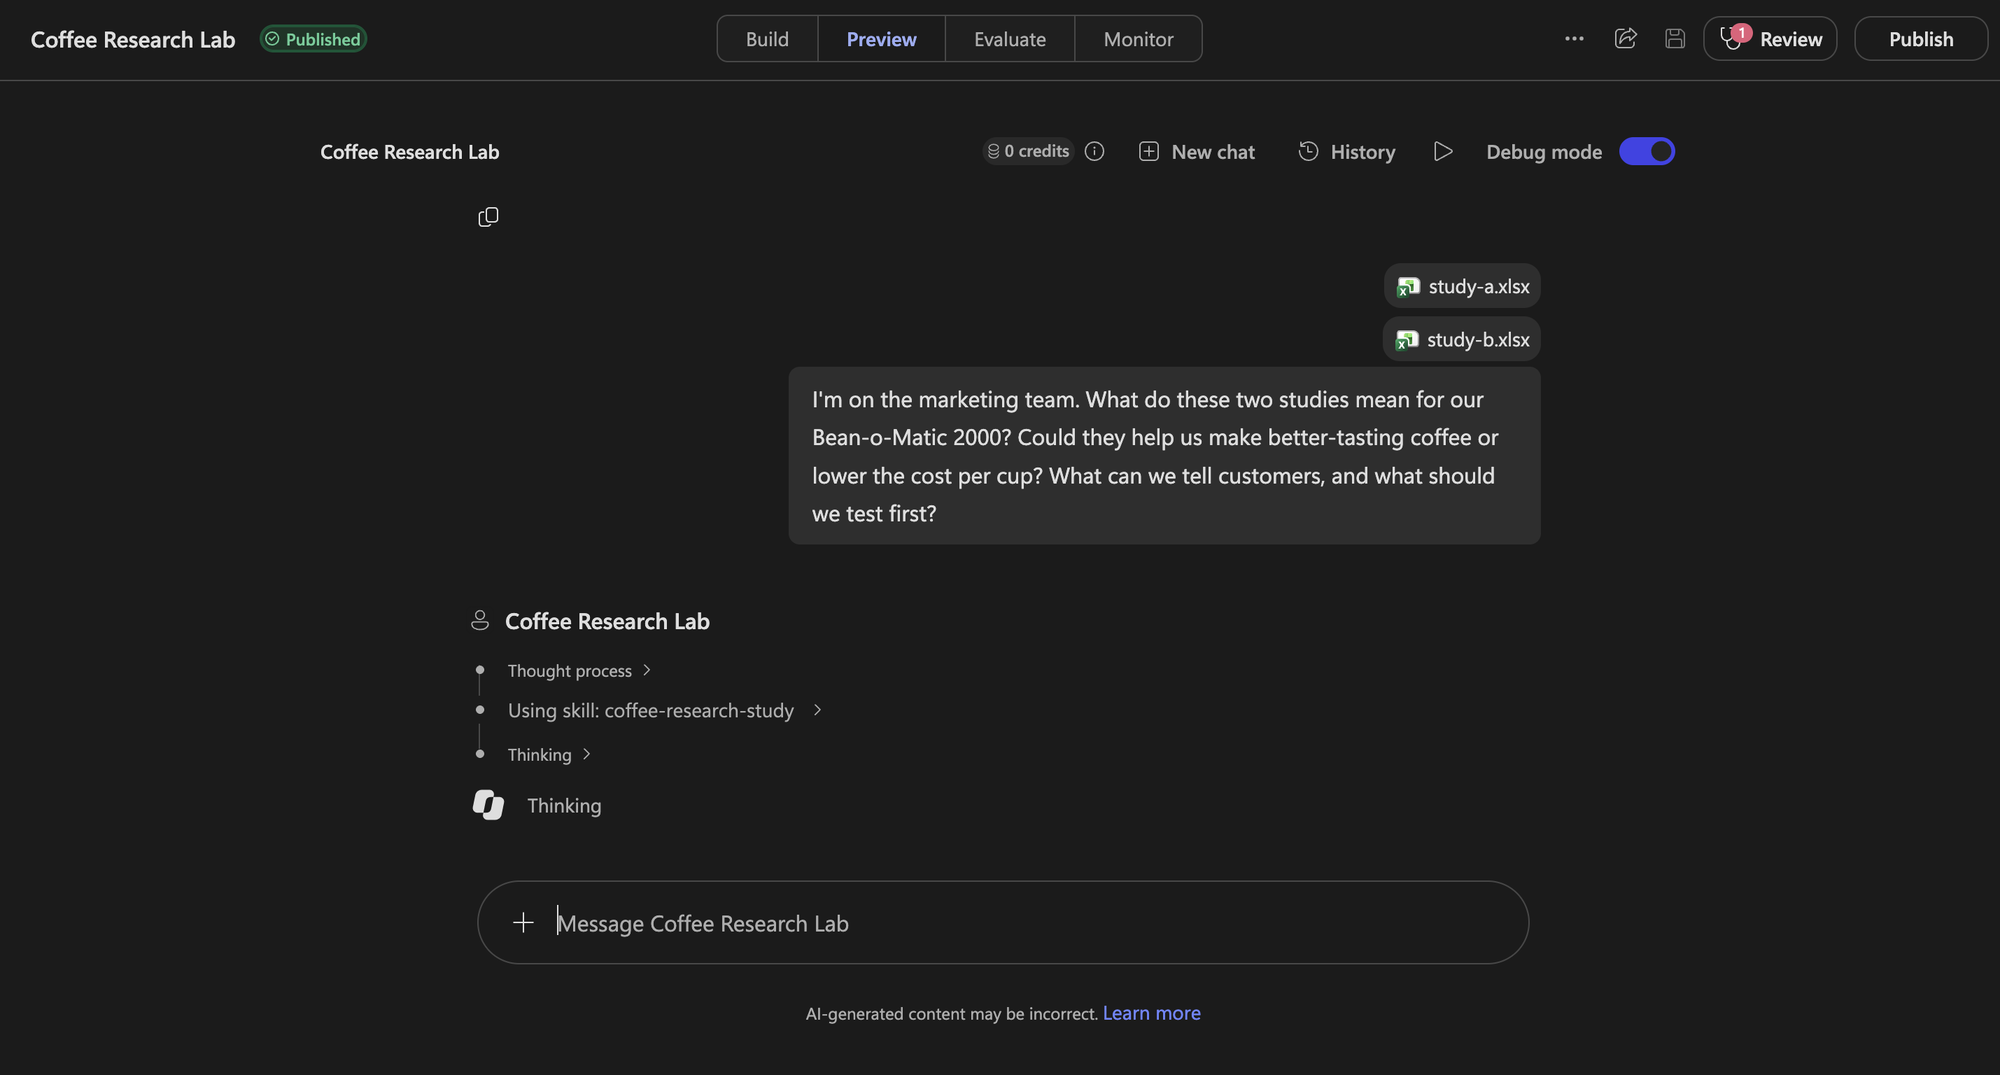 Coffee Research Lab
Published
Build
Preview
Evaluate
Monitor
1
Review
Publish
Coffee Research Lab
0 credits
New chat
History
Debug mode
study-a.xlsx
study-b.xlsx
I'm on the marketing team. What do these two studies mean for our
Bean-o-Matic 2000? Could they help us make better-tasting coffee or
lower the cost per cup? What can we tell customers, and what should
we test first?
Coffee Research Lab
Thought process
Using skill: coffee-research-study
Thinking
Thinking
Message Coffee Research Lab
AI-generated content may be incorrect. Learn more